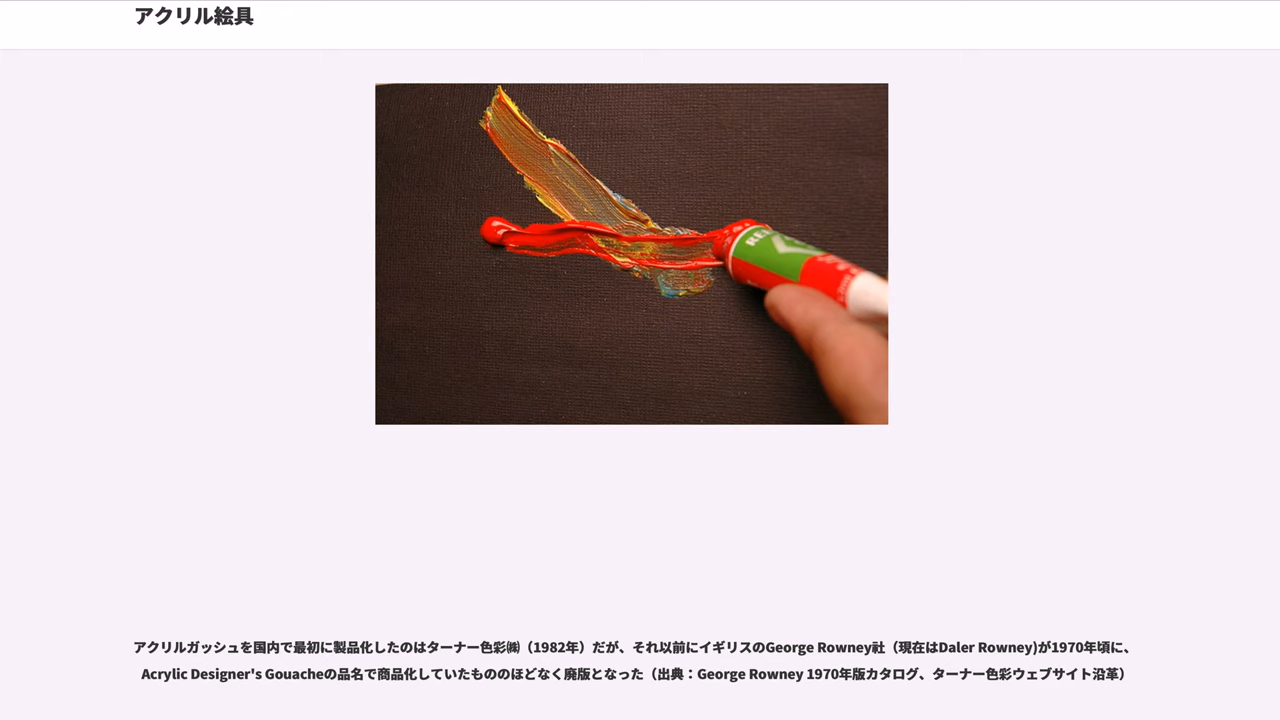 アクリル絵具
アクリルガッシュを国内で最初に製品化したのはターナー色彩㈱（1982年）だが、それ以前にイギリスのGeorge Rowney社（現在はDaler Rowney)が1970年頃に、
Acrylic Designer's Gouacheの品名で商品化していたもののほどなく廃版となった（出典：George Rowney 1970年版カタログ、ターナー色彩ウェブサイト沿革）